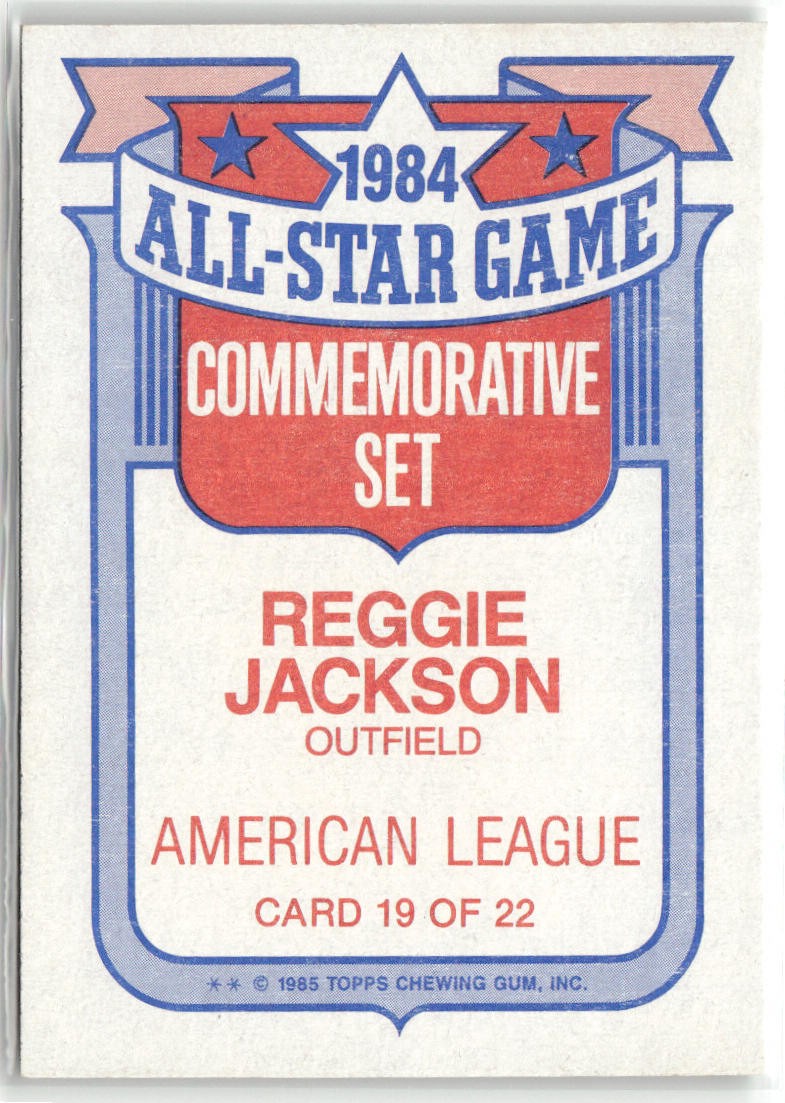 1984
ALL-STAR GAME
COMMEMORATIVE
SET
REGGIE
JACKSON
OUTFIELD
AMERICAN LEAGUE
CARD 19 OF 22
** © 1985 TOPPS CHEWING GUM, INC.